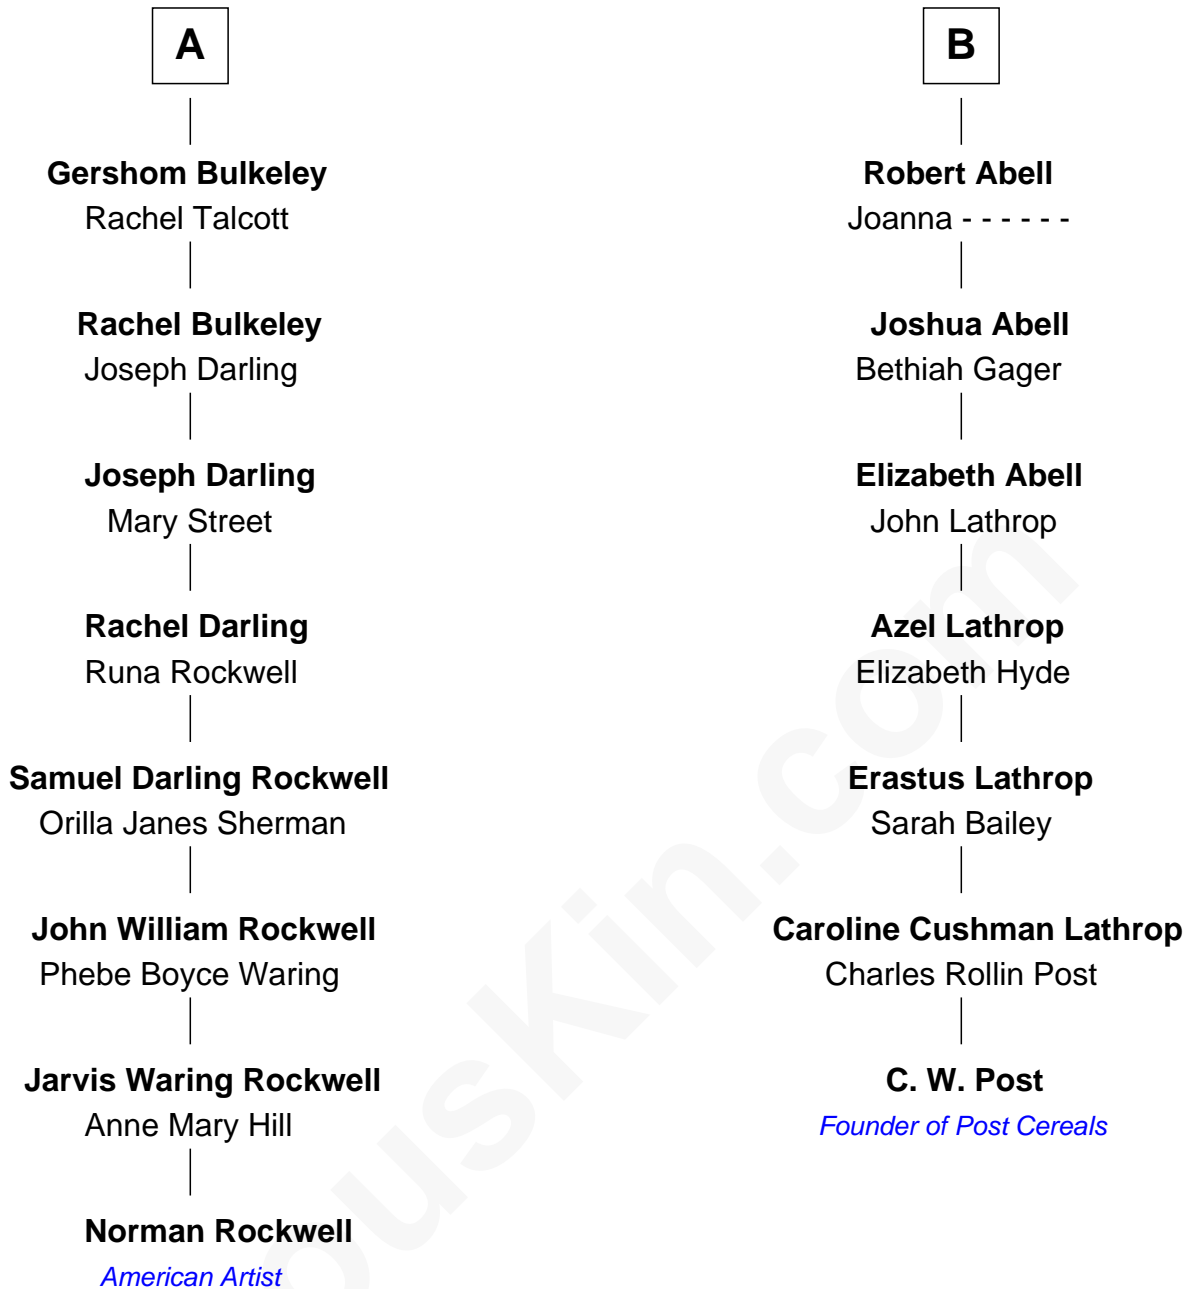 A
Gershom Bulkeley
Rachel Talcott
Rachel Bulkeley
Joseph Darling
Joseph Darling
Mary Street
Rachel Darling
Runa Rockwell
Samuel Darling Rockwell
Orilla Janes Sherman
John William Rockwell
Phebe Boyce Waring
Jarvis Waring Rockwell
Anne Mary Hill
Norman Rockwell
American Artist
B
Robert Abell
Joanna - - - - - -
Joshua Abell
Bethiah Gager
Elizabeth Abell
John Lathrop
Azel Lathrop
Elizabeth Hyde
Erastus Lathrop
Sarah Bailey
Caroline Cushman Lathrop
Charles Rollin Post
C. W. Post
Founder of Post Cereals
ousKin.com